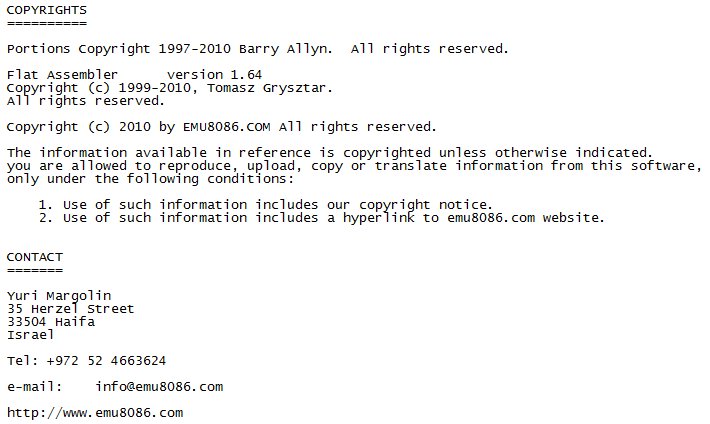 COPYRIGHTS
==========
Portions Copyright 1997-2010 Barry Allyn.  All rights reserved.
Flat Assembler      version 1.64
Copyright (c) 1999-2010, Tomasz Grysztar.
All rights reserved.
Copyright (c) 2010 by EMU8086.COM All rights reserved.
The information available in reference is copyrighted unless otherwise indicated.
you are allowed to reproduce, upload, copy or translate information from this software,
only under the following conditions:
    1. Use of such information includes our copyright notice.
    2. Use of such information includes a hyperlink to emu8086.com website.
CONTACT
=======
Yuri Margolin
35 Herzel Street
33504 Haifa
Israel
Tel: +972 52 4663624
e-mail:    info@emu8086.com
http://www.emu8086.com